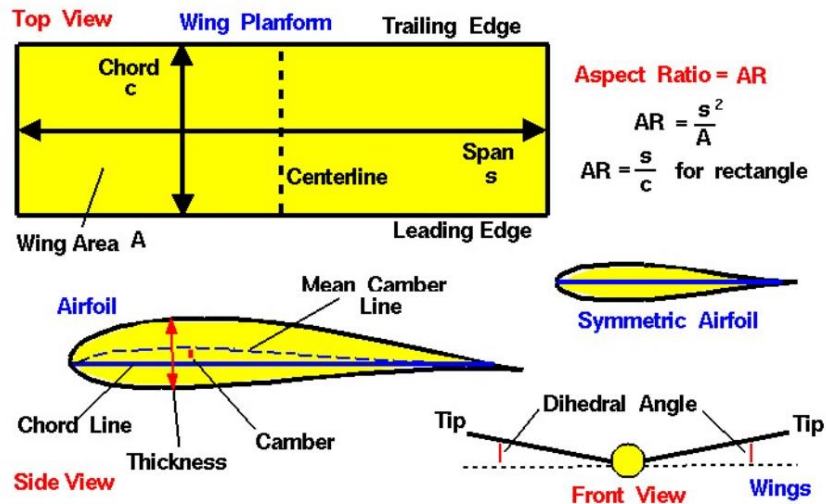 Top View
Wing Planform
Trailing Edge
Chord
c
Aspect Ratio = AR
AR = s²/A
Span
s
Centerline
AR = s/c for rectangle
Wing Area A
Leading Edge
Airfoil
Mean Camber
Line
Symmetric Airfoil
Chord Line
Thickness
Camber
Side View
Tip
Dihedral Angle
Tip
Front View
Wings